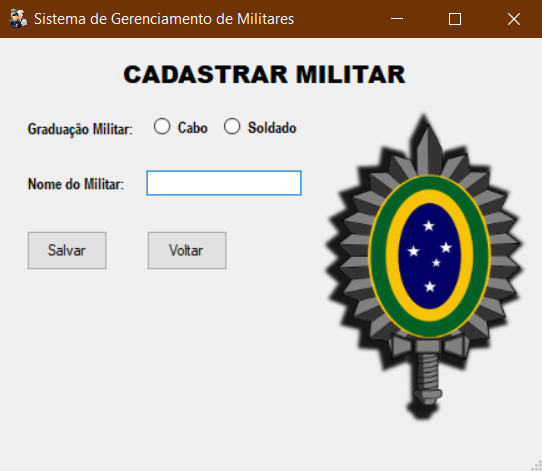 Sistema de Gerenciamento de Militares
CADASTRAR MILITAR
Graduação Militar: Cabo Soldado
Nome do Militar:
Salvar Voltar